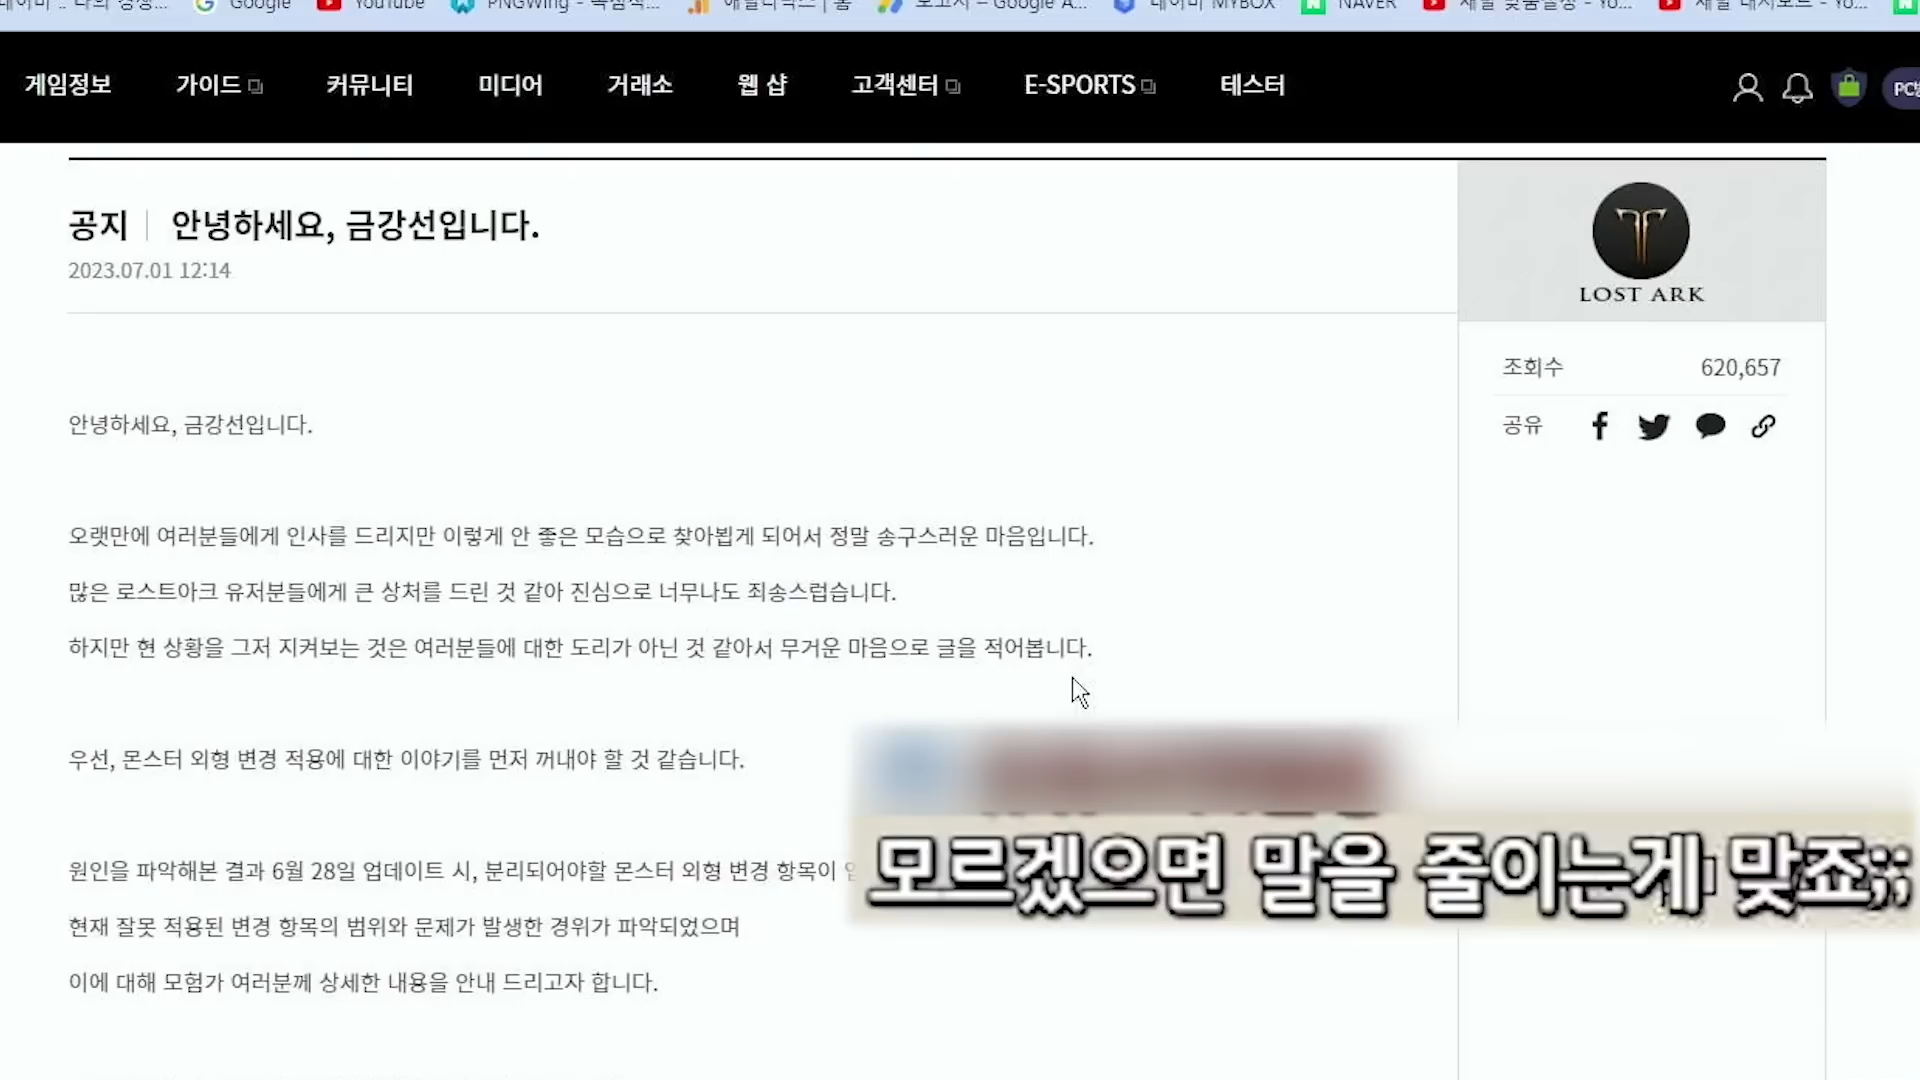 Google YouTube PNGWing - Google A... MYBOX NAVER
게임정보 가이드 커뮤니티 미디어 거래소 웹 샵 고객센터 E-SPORTS 테스터
공지 안녕하세요, 금강선입니다.
2023.07.01 12:14
LOST ARK
조회수 620,657
공유
안녕하세요, 금강선입니다.
오랫만에 여러분들에게 인사를 드리지만 이렇게 안 좋은 모습으로 찾아뵙게 되어서 정말 송구스러운 마음입니다.
많은 로스트아크 유저분들에게 큰 상처를 드린 것 같아 진심으로 너무나도 죄송스럽습니다.
하지만 현 상황을 그저 지켜보는 것은 여러분들에 대한 도리가 아닌 것 같아서 무거운 마음으로 글을 적어봅니다.
우선, 몬스터 외형 변경 적용에 대한 이야기를 먼저 꺼내야 할 것 같습니다.
원인을 파악해본 결과 6월 28일 업데이트 시, 분리되어야할 몬스터 외형 변경 항목이
모르겠으면 말을 줄이는게 맞죠;;
현재 잘못 적용된 변경 항목의 범위와 문제가 발생한 경위가 파악되었으며
이에 대해 모험가 여러분께 상세한 내용을 안내 드리고자 합니다.